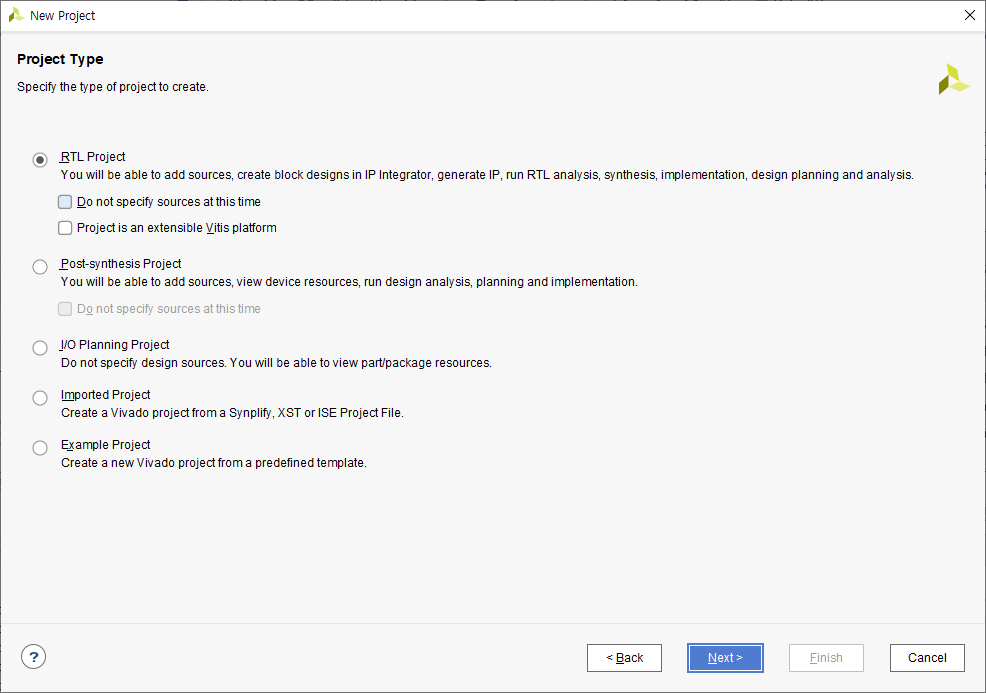 New Project
Project Type
Specify the type of project to create.
RTL Project
You will be able to add sources, create block designs in IP Integrator, generate IP, run RTL analysis, synthesis, implementation, design planning and analysis.
Do not specify sources at this time
Project is an extensible Vitis platform
Post-synthesis Project
You will be able to add sources, view device resources, run design analysis, planning and implementation.
Do not specify sources at this time
I/O Planning Project
Do not specify design sources. You will be able to view part/package resources.
Imported Project
Create a Vivado project from a Synplify, XST or ISE Project File.
Example Project
Create a new Vivado project from a predefined template.
? < Back Next > Finish Cancel